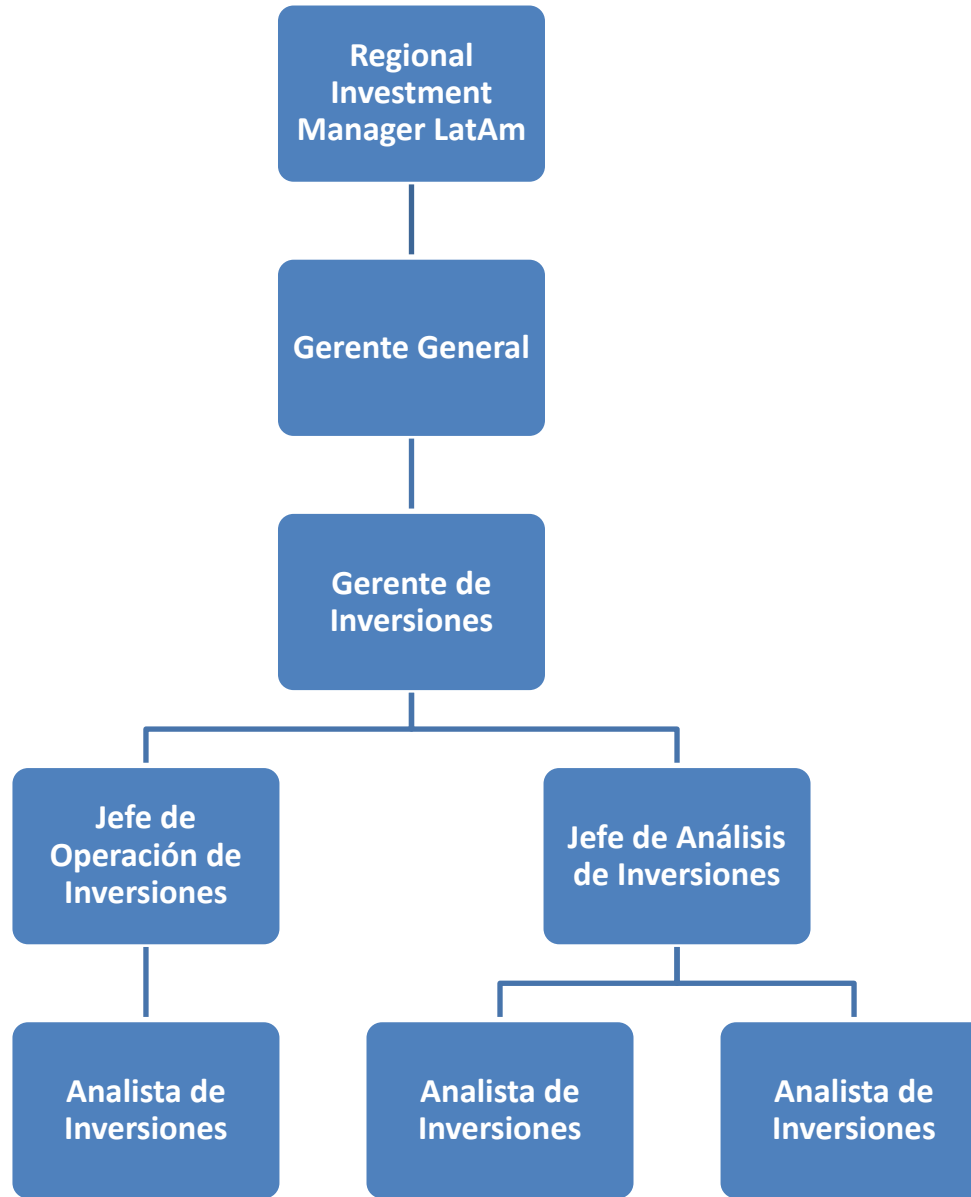 Regional
Investment
Manager LatAm
Gerente General
Gerente de
Inversiones
Jefe de
Operación de
Inversiones
Jefe de Análisis
de Inversiones
Analista de
Inversiones
Analista de
Inversiones
Analista de
Inversiones